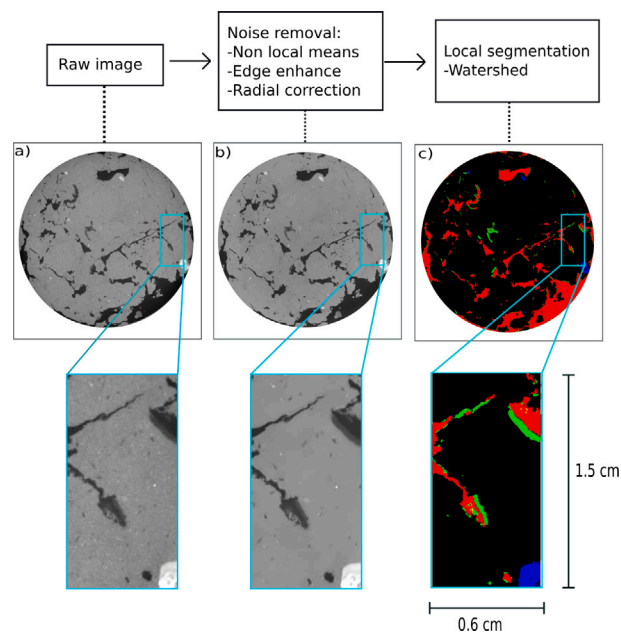 Raw image
Noise removal:
-Non local means
-Edge enhance
-Radial correction
Local segmentation
-Watershed
a)
b)
c)
1.5 cm
0.6 cm